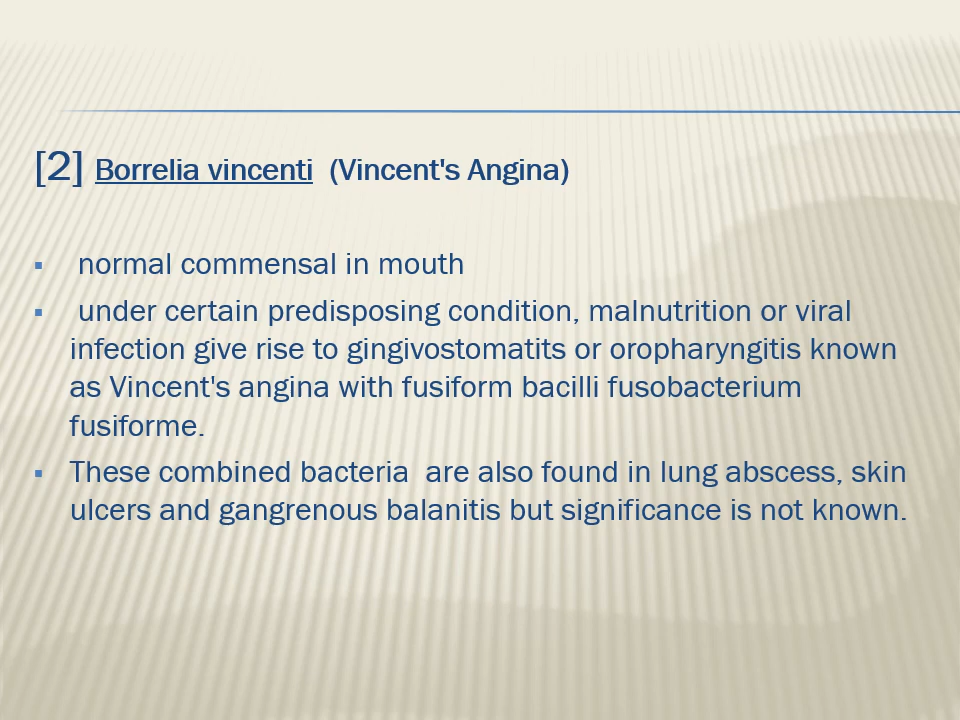 [2] Borrelia vincenti (Vincent's Angina)
▪ normal commensal in mouth
▪ under certain predisposing condition, malnutrition or viral
infection give rise to gingivostomatits or oropharyngitis known
as Vincent's angina with fusiform bacilli fusobacterium
fusiforme.
▪ These combined bacteria are also found in lung abscess, skin
ulcers and gangrenous balanitis but significance is not known.